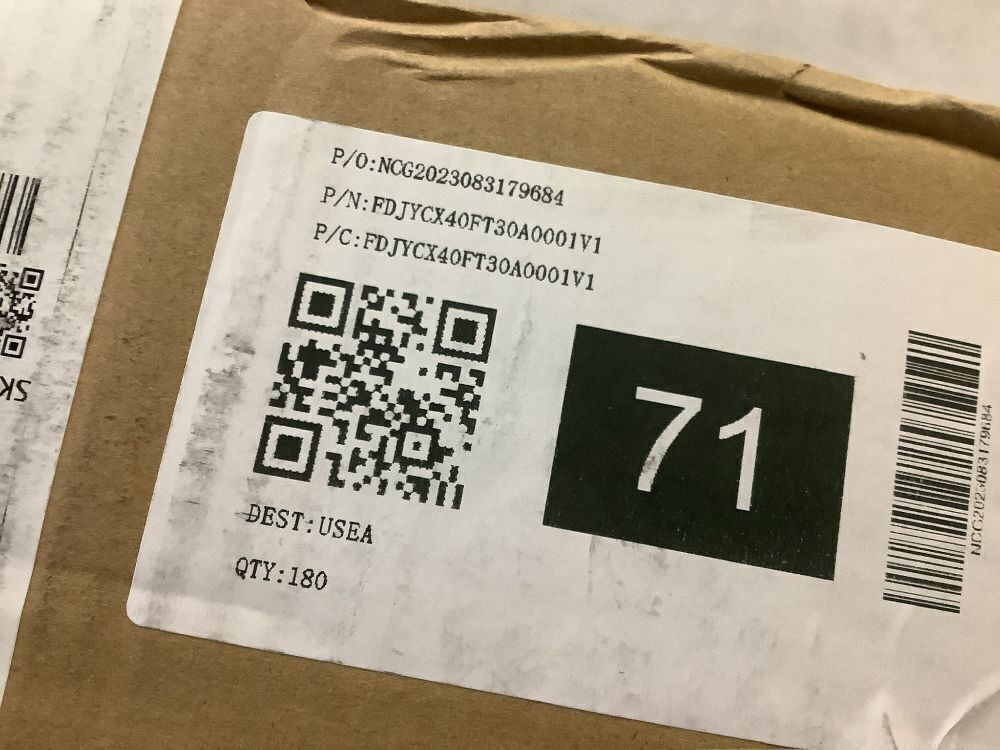 P/O:NCG2023083179684
P/N:FDJYCX40FT30A0001V1
P/C:FDJYCX40FT30A0001V1
71
DEST:USEA
QTY:180
NCG2023083179684
SK